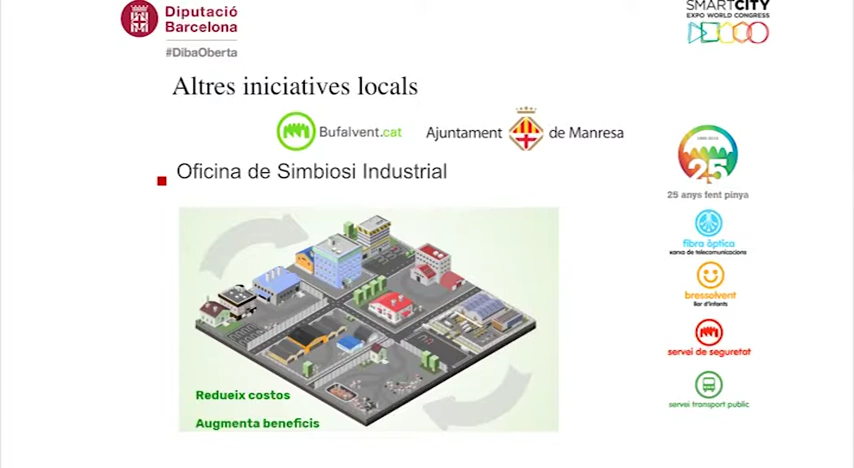 Diputació
Barcelona
#DibaOberta
SMARTCITY
EXPO WORLD CONGRESS
Altres iniciatives locals
Bufalvent.cat
Ajuntament de Manresa
Oficina de Simbiosi Industrial
25
25 anys fent pinya
fibra òptica
xarxa de telecomunicacions
bressolvent
llar d'infants
servei de seguretat
servei transport public
Redueix costos
Augmenta beneficis